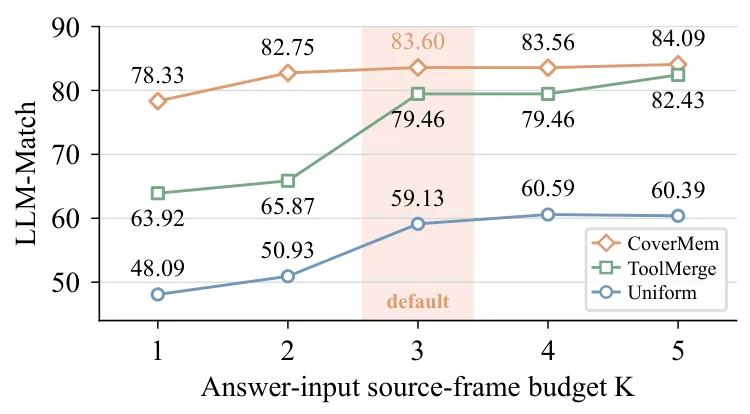 90
80
70
60
50
LLM-Match
78.33
82.75
83.60
83.56
84.09
63.92
65.87
79.46
79.46
82.43
48.09
50.93
59.13
60.59
60.39
default
CoverMem
ToolMerge
Uniform
1 2 3 4 5
Answer-input source-frame budget K